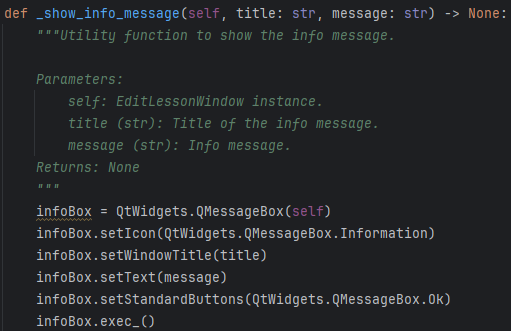 def _show_info_message(self, title: str, message: str) -> None:
    """Utility function to show the info message.

    Parameters:
        self: EditLessonWindow instance.
        title (str): Title of the info message.
        message (str): Info message.
    Returns: None
    """
    infoBox = QtWidgets.QMessageBox(self)
    infoBox.setIcon(QtWidgets.QMessageBox.Information)
    infoBox.setWindowTitle(title)
    infoBox.setText(message)
    infoBox.setStandardButtons(QtWidgets.QMessageBox.Ok)
    infoBox.exec_()